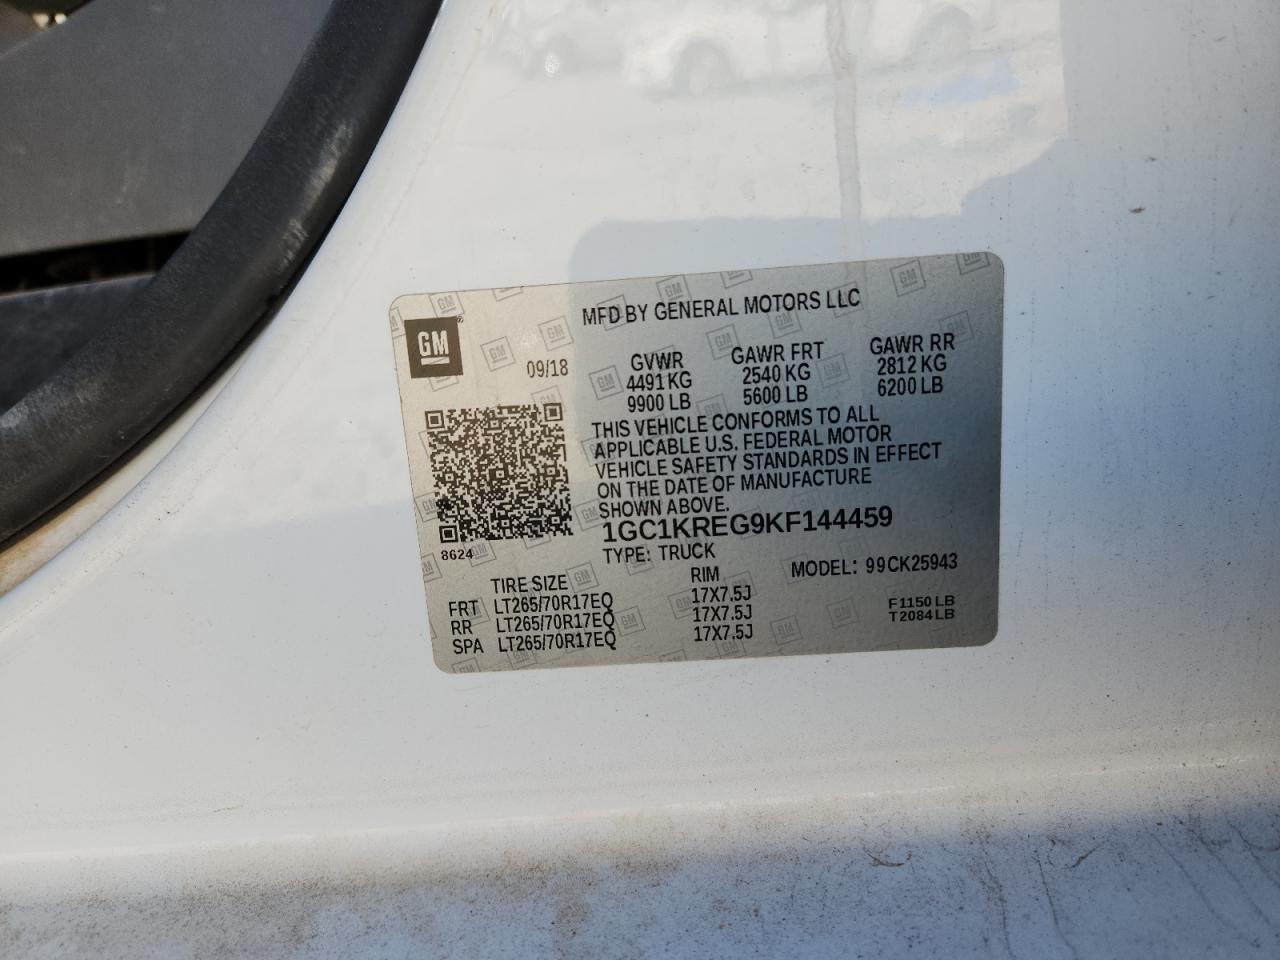 MFD BY GENERAL MOTORS LLC
GM®
09/18
GVWR GAWR FRT GAWR RR
4491 KG 2540 KG 2812 KG
9900 LB 5600 LB 6200 LB
THIS VEHICLE CONFORMS TO ALL
APPLICABLE U.S. FEDERAL MOTOR
VEHICLE SAFETY STANDARDS IN EFFECT
ON THE DATE OF MANUFACTURE
SHOWN ABOVE.
1GC1KREG9KF144459
8624
TYPE: TRUCK MODEL: 99CK25943
TIRE SIZE RIM
FRT LT265/70R17EQ 17X7.5J F1150 LB
RR LT265/70R17EQ 17X7.5J T2084 LB
SPA LT265/70R17EQ 17X7.5J